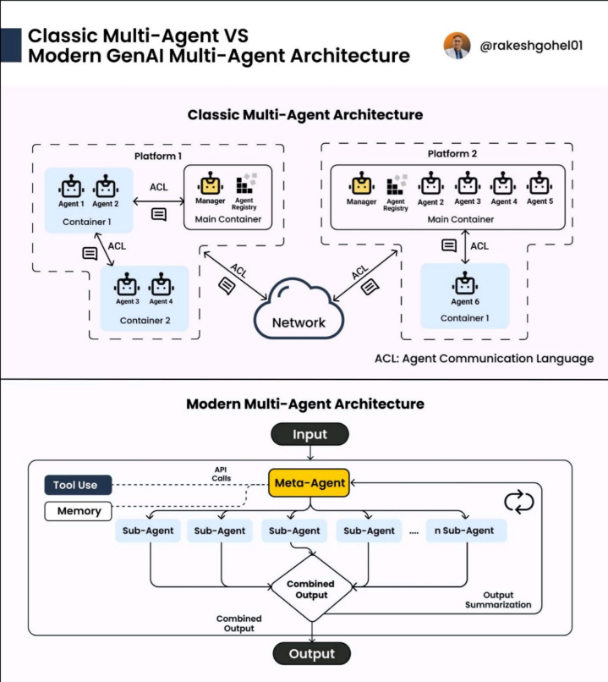 Classic Multi-Agent VS
Modern GenAI Multi-Agent Architecture
@rakeshgohel01
Classic Multi-Agent Architecture
Platform 1
Agent 1
Agent 2
Container 1
ACL
Manager
Agent
Registry
Main Container
ACL
Agent 3
Agent 4
Container 2
ACL
Network
ACL
Platform 2
Manager
Agent
Registry
Agent 2
Agent 3
Agent 4
Agent 5
Main Container
ACL
Agent 6
Container 1
ACL: Agent Communication Language
Modern Multi-Agent Architecture
Input
Tool Use
Memory
API
Calls
Meta-Agent
Sub-Agent
Sub-Agent
Sub-Agent
Sub-Agent
....
n Sub-Agent
Combined
Output
Output
Summarization
Combined
Output
Output